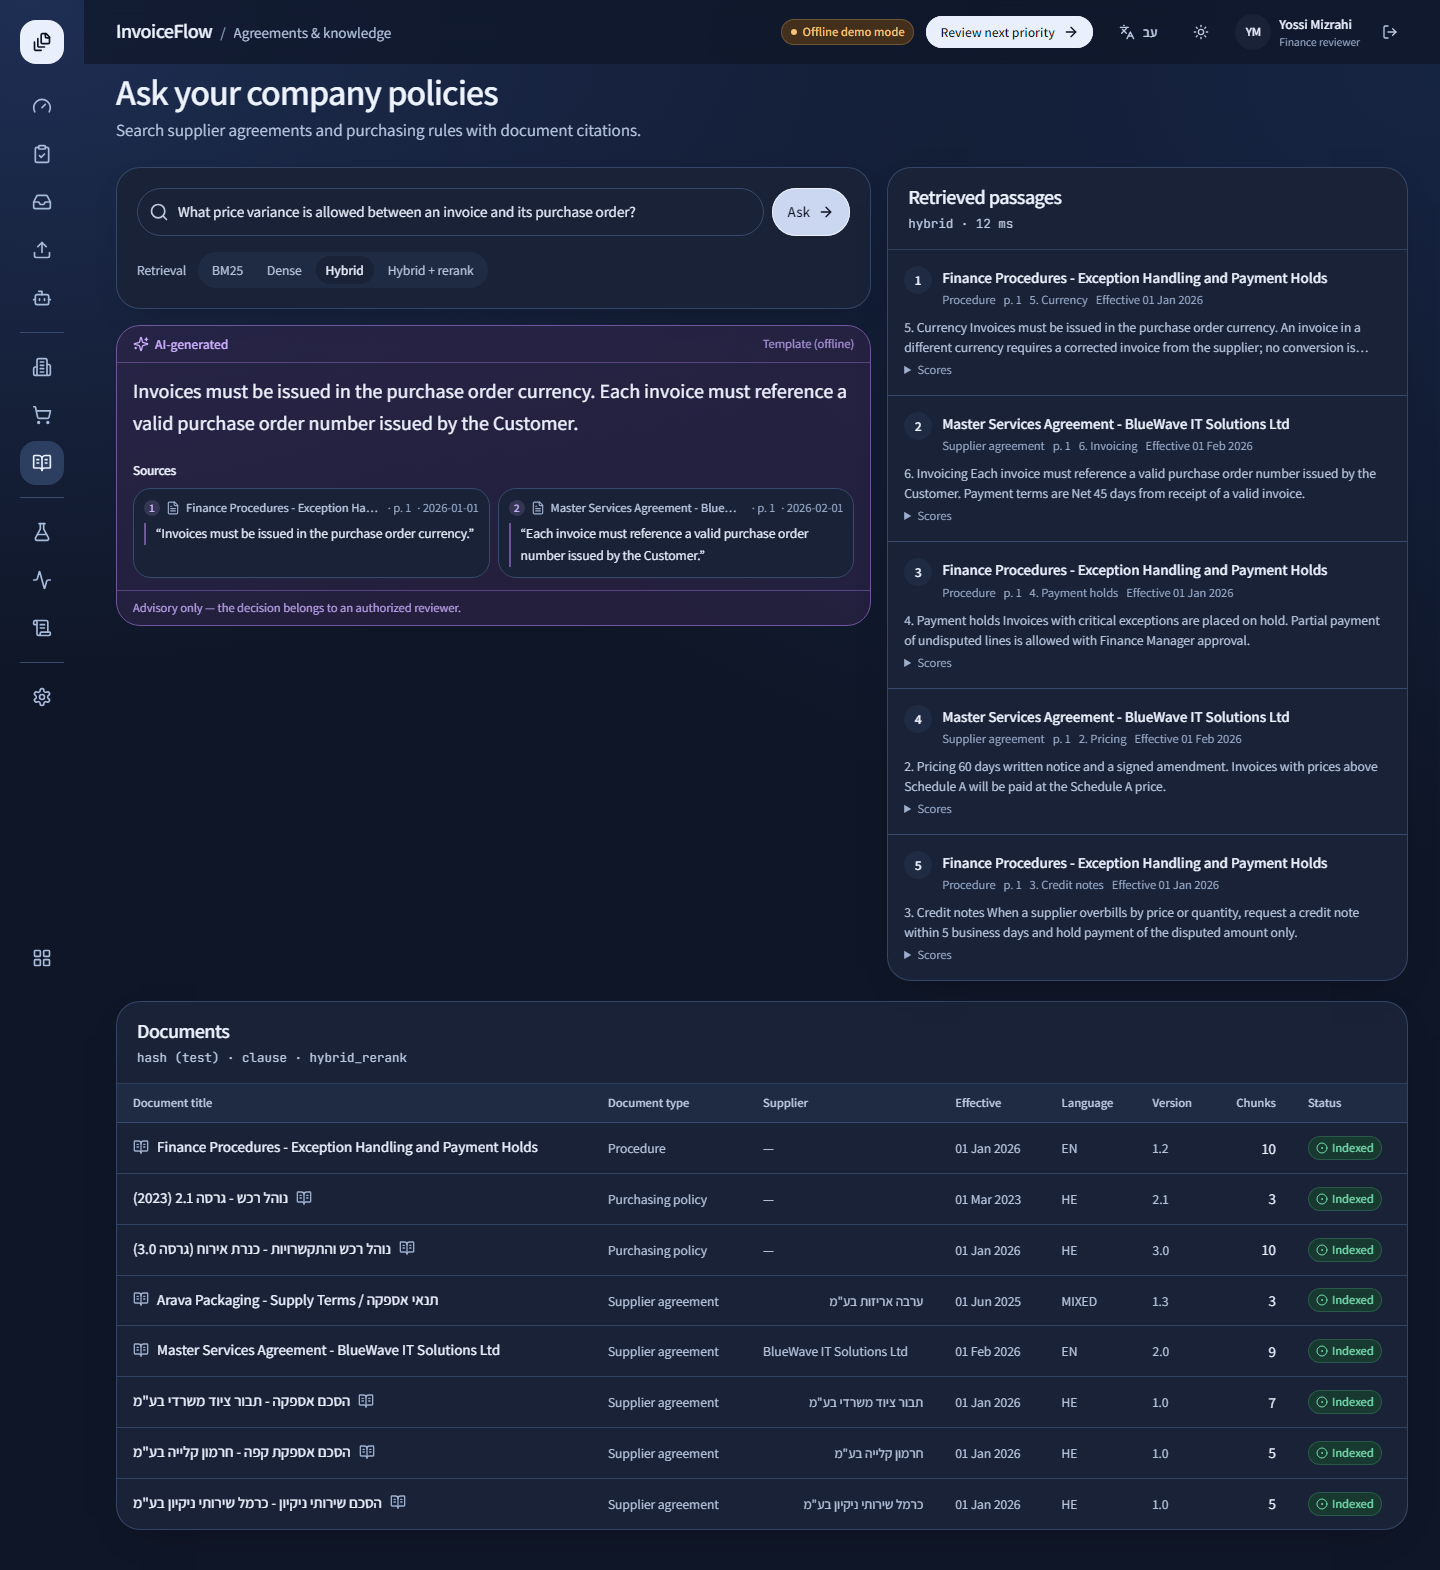 InvoiceFlow / Agreements & knowledge
Offline demo mode
Review next priority
עב
YM
Yossi Mizrahi
Finance reviewer
Ask your company policies
Search supplier agreements and purchasing rules with document citations.
What price variance is allowed between an invoice and its purchase order?
Ask
Retrieval BM25 Dense Hybrid Hybrid + rerank
AI-generated
Template (offline)
Invoices must be issued in the purchase order currency. Each invoice must reference a
valid purchase order number issued by the Customer.
Sources
1 Finance Procedures - Exception Ha... · p. 1 · 2026-01-01
“Invoices must be issued in the purchase order currency.”
2 Master Services Agreement - Blue... · p. 1 · 2026-02-01
“Each invoice must reference a valid purchase order
number issued by the Customer.”
Advisory only — the decision belongs to an authorized reviewer.
Retrieved passages
hybrid · 12 ms
1 Finance Procedures - Exception Handling and Payment Holds
Procedure p. 1 5. Currency Effective 01 Jan 2026
5. Currency Invoices must be issued in the purchase order currency. An invoice in a
different currency requires a corrected invoice from the supplier; no conversion is…
Scores
2 Master Services Agreement - BlueWave IT Solutions Ltd
Supplier agreement p. 1 6. Invoicing Effective 01 Feb 2026
6. Invoicing Each invoice must reference a valid purchase order number issued by the
Customer. Payment terms are Net 45 days from receipt of a valid invoice.
Scores
3 Finance Procedures - Exception Handling and Payment Holds
Procedure p. 1 4. Payment holds Effective 01 Jan 2026
4. Payment holds Invoices with critical exceptions are placed on hold. Partial payment
of undisputed lines is allowed with Finance Manager approval.
Scores
4 Master Services Agreement - BlueWave IT Solutions Ltd
Supplier agreement p. 1 2. Pricing Effective 01 Feb 2026
2. Pricing 60 days written notice and a signed amendment. Invoices with prices above
Schedule A will be paid at the Schedule A price.
Scores
5 Finance Procedures - Exception Handling and Payment Holds
Procedure p. 1 3. Credit notes Effective 01 Jan 2026
3. Credit notes When a supplier overbills by price or quantity, request a credit note
within 5 business days and hold payment of the disputed amount only.
Scores
Documents
hash (test) · clause · hybrid_rerank
Document title Document type Supplier Effective Language Version Chunks Status
Finance Procedures - Exception Handling and Payment Holds Procedure — 01 Jan 2026 EN 1.2 10 Indexed
נוהל רכש - גרסה 2.1 (2023) Purchasing policy — 01 Mar 2023 HE 2.1 3 Indexed
נוהל רכש והתקשרויות - כנרת אירוח (גרסה 3.0) Purchasing policy — 01 Jan 2026 HE 3.0 10 Indexed
Arava Packaging - Supply Terms / תנאי אספקה Supplier agreement ערבה אריזות בע"מ 01 Jun 2025 MIXED 1.3 3 Indexed
Master Services Agreement - BlueWave IT Solutions Ltd Supplier agreement BlueWave IT Solutions Ltd 01 Feb 2026 EN 2.0 9 Indexed
הסכם אספקה - תבור ציוד משרדי בע"מ Supplier agreement תבור ציוד משרדי בע"מ 01 Jan 2026 HE 1.0 7 Indexed
הסכם אספקת קפה - חרמון קלייה בע"מ Supplier agreement חרמון קלייה בע"מ 01 Jan 2026 HE 1.0 5 Indexed
הסכם שירותי ניקיון - כרמל שירותי ניקיון בע"מ Supplier agreement כרמל שירותי ניקיון בע"מ 01 Jan 2026 HE 1.0 5 Indexed